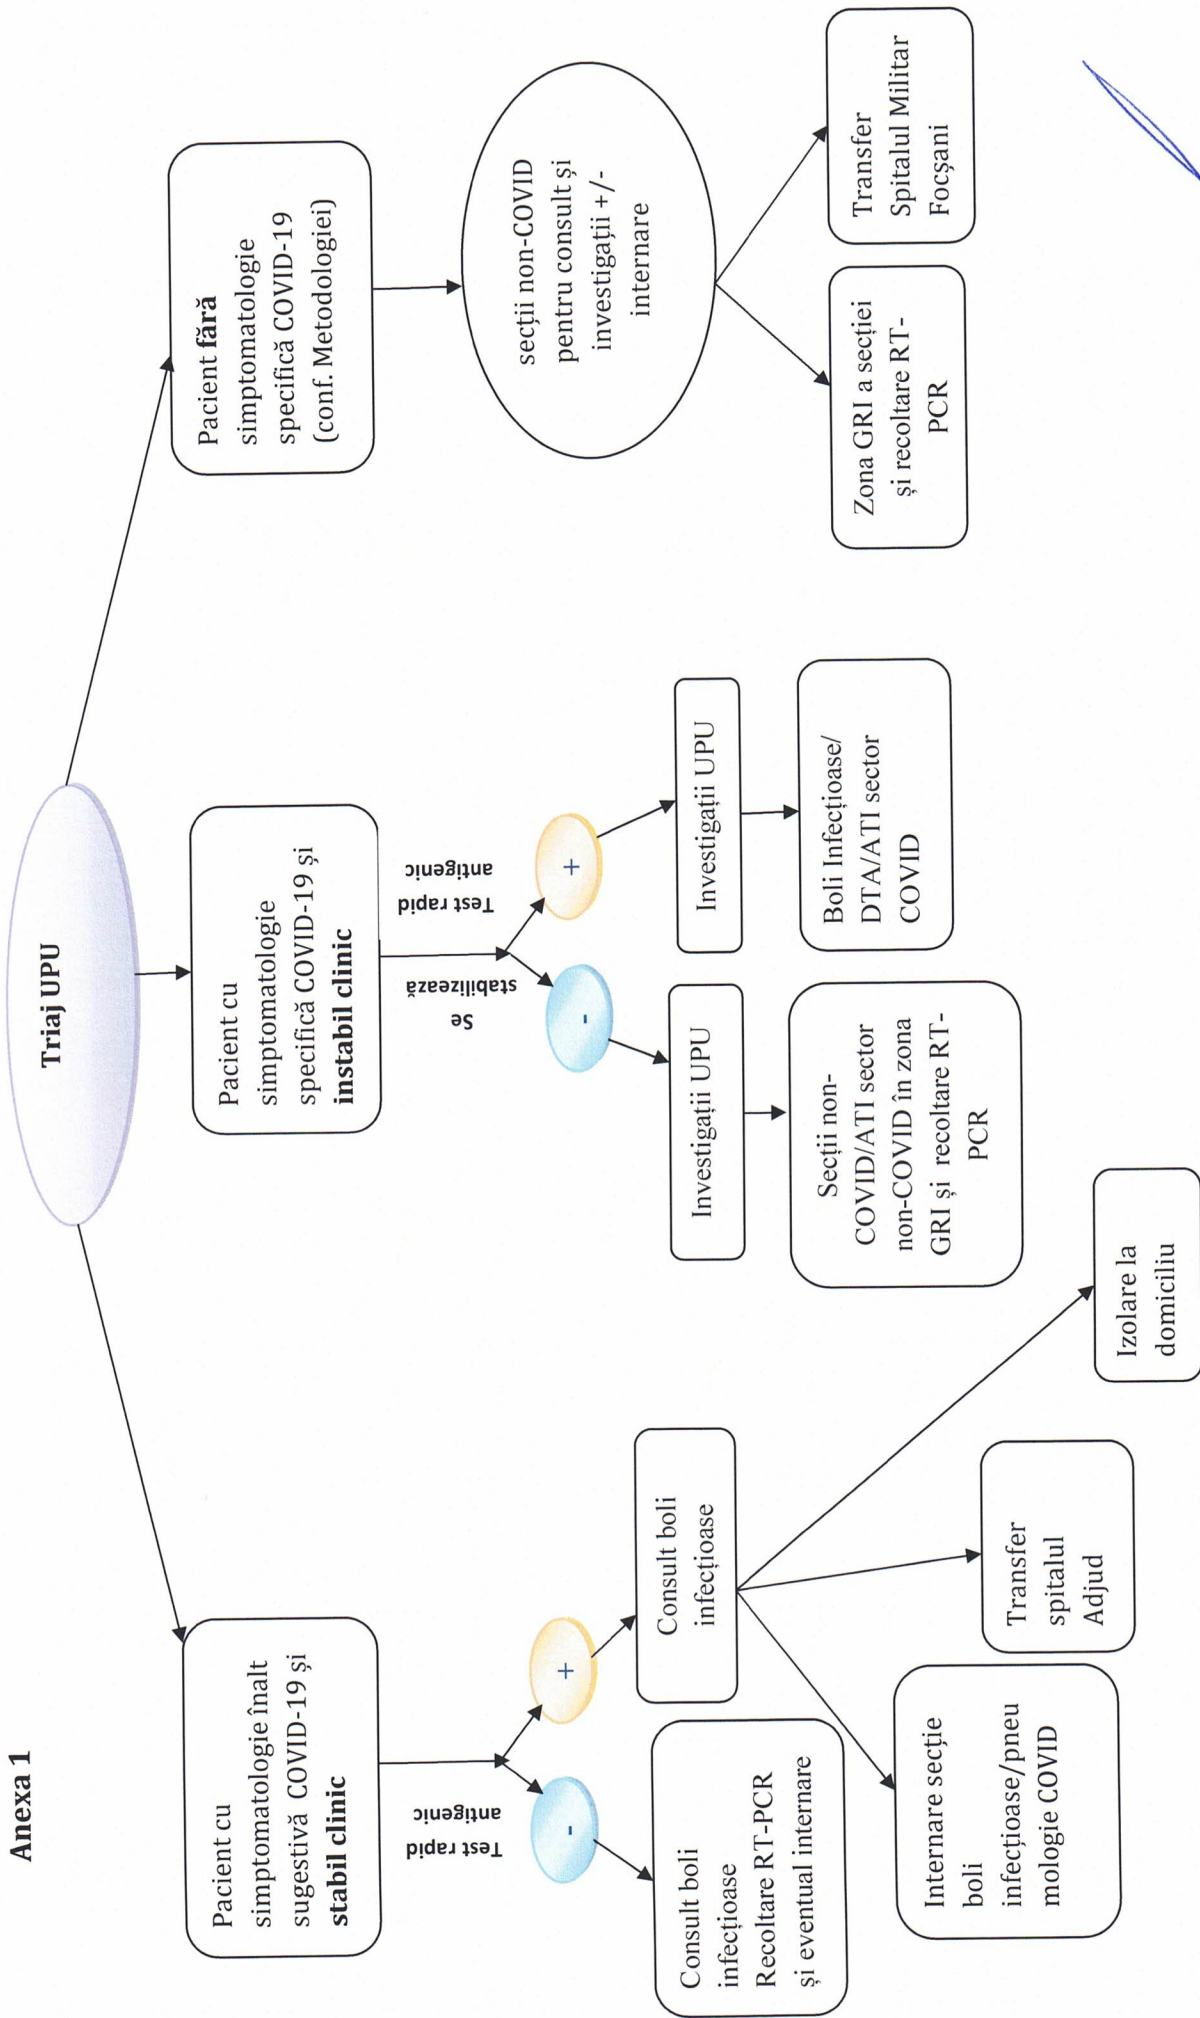 Anexa 1
Triaj UPU
Pacient cu
simptomatologie înalt
sugestivă COVID-19 și
stabil clinic
Test rapid
antigenic
-
+
Consult boli
infecțioase
Recoltare RT-PCR
și eventual internare
Consult boli
infecțioase
Internare secție
boli
infecțioase/pneu
mologie COVID
Transfer
spitalul
Adjud
Izolare la
domiciliu
Pacient cu
simptomatologie
specifică COVID-19 și
instabil clinic
Se
stabilizează
Test rapid
antigenic
-
+
Investigații UPU
Secții non-
COVID/ATI sector
non-COVID în zona
GRI și recoltare RT-
PCR
Investigații UPU
Boli Infecțioase/
DTA/ATI sector
COVID
Pacient fără
simptomatologie
specifică COVID-19
(conf. Metodologiei)
secții non-COVID
pentru consult și
investigații +/-
internare
Zona GRI a secției
și recoltare RT-
PCR
Transfer
Spitalul Militar
Focșani